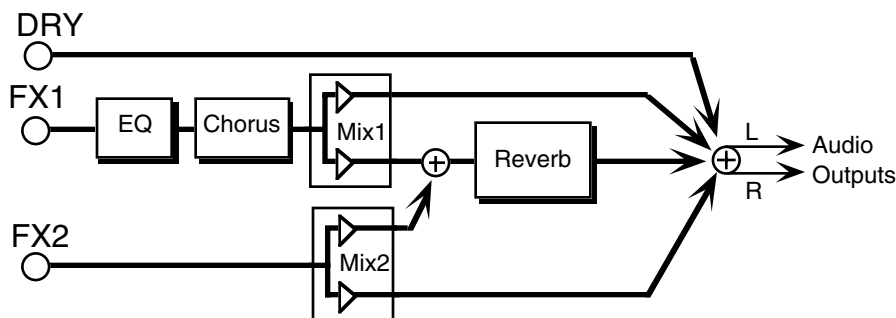 DRY
FX1
EQ
Chorus
Mix1
Reverb
L
Audio
Outputs
R
FX2
Mix2